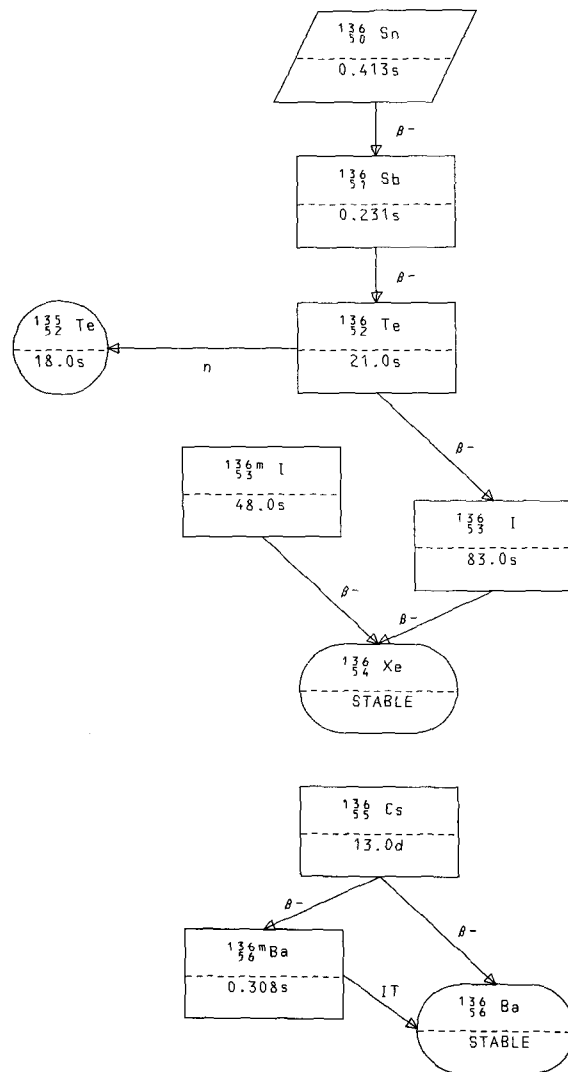 136 50 Sn
0.413s
β-
136 51 Sb
0.231s
β-
135 52 Te
18.0s
n
136 52 Te
21.0s
β-
136m 53 I
48.0s
136 53 I
83.0s
β-
β-
136 54 Xe
STABLE
136 55 Cs
13.0d
β-
β-
136m 56 Ba
0.308s
IT
136 56 Ba
STABLE